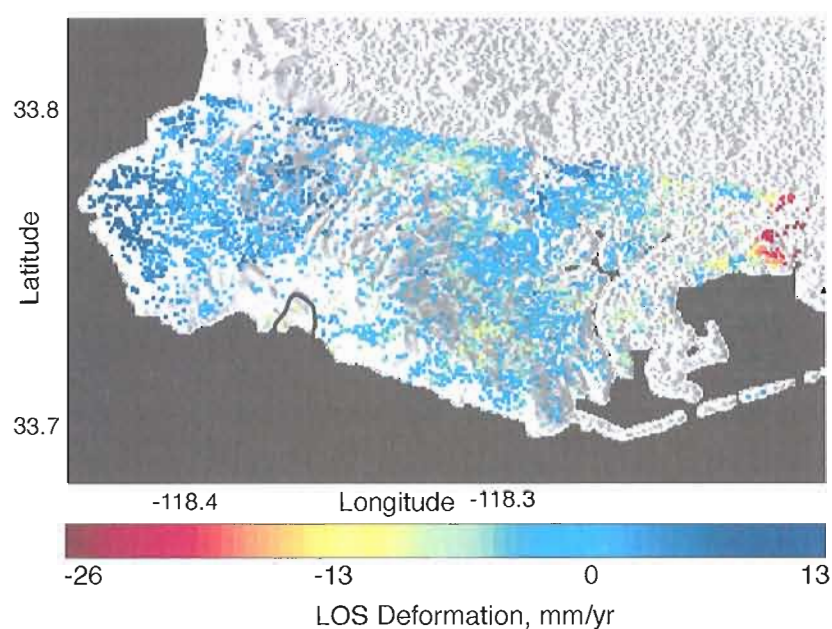 33.8
Latitude
33.7
-118.4 Longitude -118.3
-26 -13 0 13
LOS Deformation, mm/yr